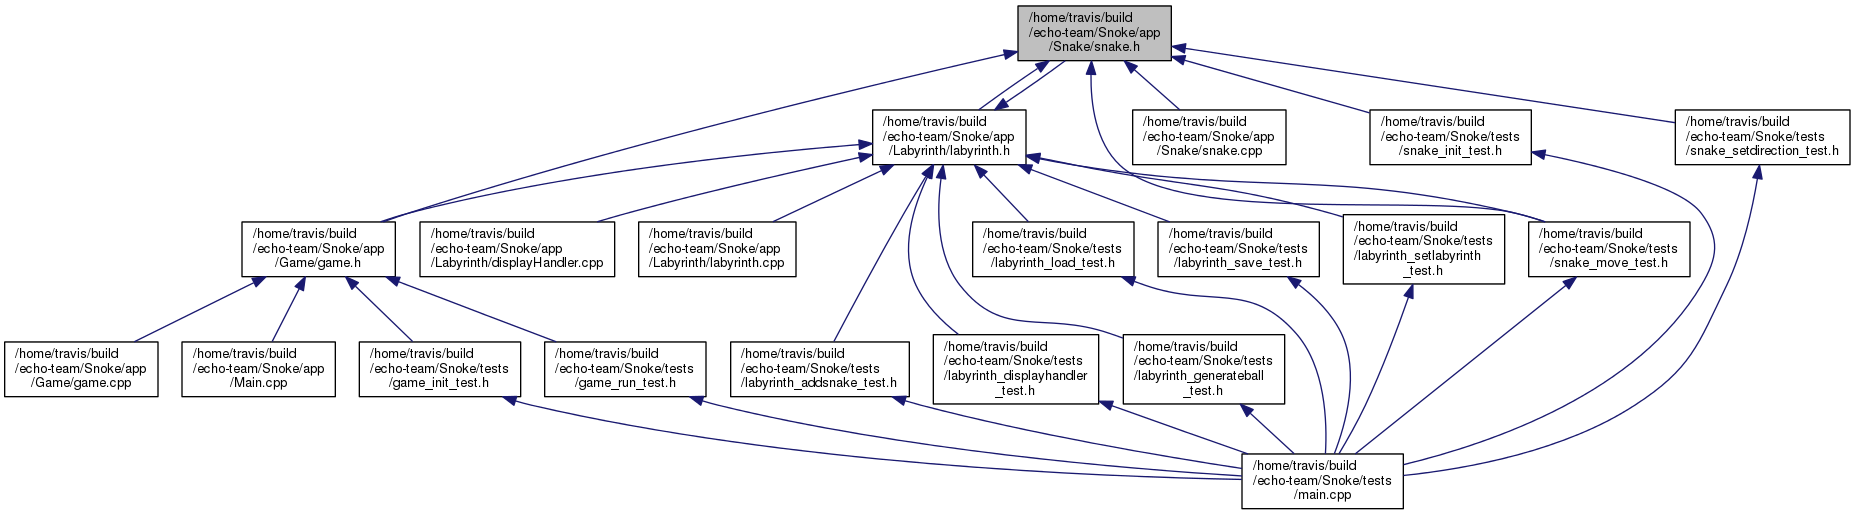 /home/travis/build
/echo-team/Snoke/app
/Snake/snake.h
/home/travis/build
/echo-team/Snoke/app
/Labyrinth/labyrinth.h
/home/travis/build
/echo-team/Snoke/app
/Snake/snake.cpp
/home/travis/build
/echo-team/Snoke/tests
/snake_init_test.h
/home/travis/build
/echo-team/Snoke/tests
/snake_setdirection_test.h
/home/travis/build
/echo-team/Snoke/app
/Game/game.h
/home/travis/build
/echo-team/Snoke/app
/Labyrinth/displayHandler.cpp
/home/travis/build
/echo-team/Snoke/app
/Labyrinth/labyrinth.cpp
/home/travis/build
/echo-team/Snoke/tests
/labyrinth_load_test.h
/home/travis/build
/echo-team/Snoke/tests
/labyrinth_save_test.h
/home/travis/build
/echo-team/Snoke/tests
/labyrinth_setlabyrinth
_test.h
/home/travis/build
/echo-team/Snoke/tests
/snake_move_test.h
/home/travis/build
/echo-team/Snoke/app
/Game/game.cpp
/home/travis/build
/echo-team/Snoke/app
/Main.cpp
/home/travis/build
/echo-team/Snoke/tests
/game_init_test.h
/home/travis/build
/echo-team/Snoke/tests
/game_run_test.h
/home/travis/build
/echo-team/Snoke/tests
/labyrinth_addsnake_test.h
/home/travis/build
/echo-team/Snoke/tests
/labyrinth_displayhandler
_test.h
/home/travis/build
/echo-team/Snoke/tests
/labyrinth_generateball
_test.h
/home/travis/build
/echo-team/Snoke/tests
/main.cpp